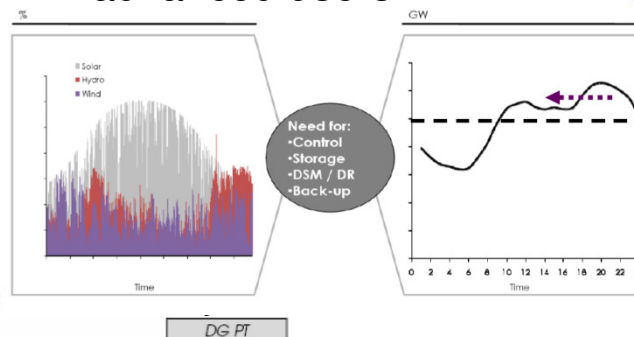 %
GW
Solar
Hydro
Wind
Need for:
•Control
•Storage
•DSM / DR
•Back-up
0 2 4 6 8 10 12 14 16 18 20 22
Time
Time
DG PT